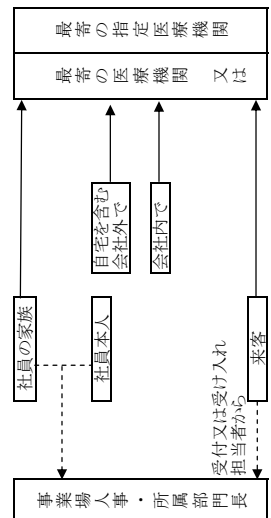 事業場人事・所属部門長
社員の家族
社員本人
来客
受付又は受け入れ
担当者から
自宅を含む
会社外で
会社内で
最寄の医療機関　又は
最寄の指定医療機関